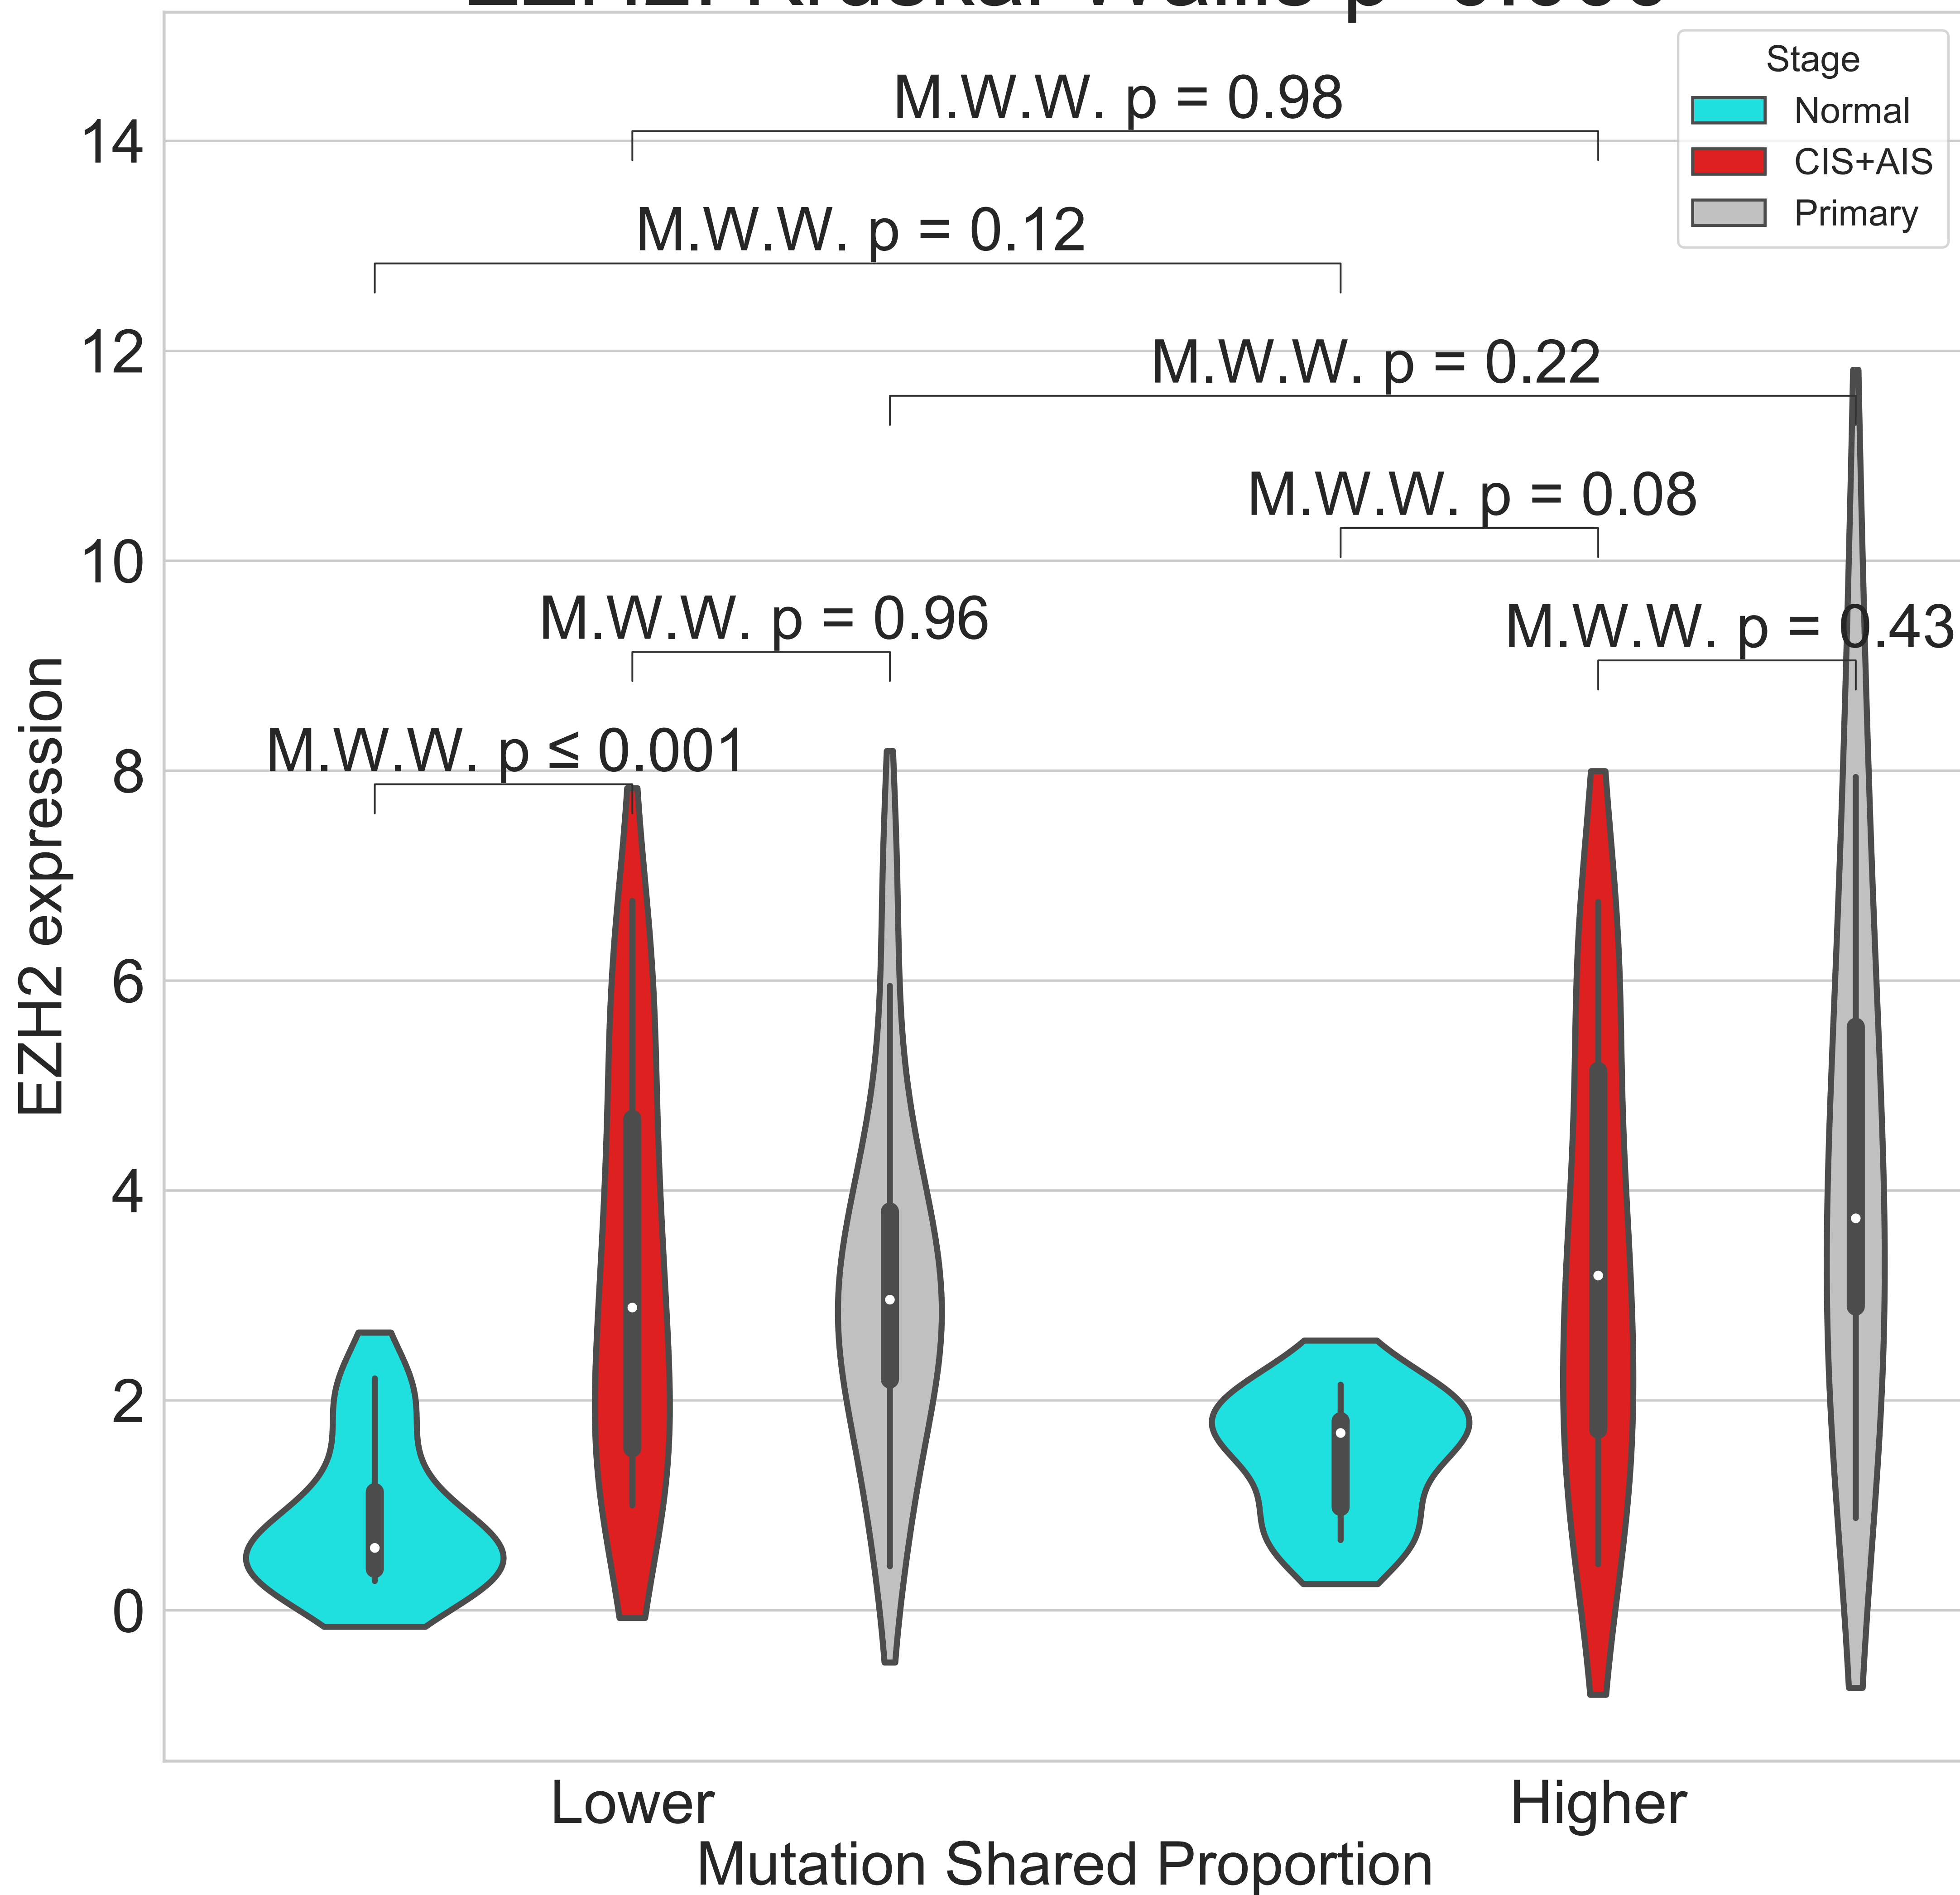 Stage
Normal
CIS+AIS
Primary
M.W.W. p = 0.98
M.W.W. p = 0.12
M.W.W. p = 0.22
M.W.W. p = 0.08
M.W.W. p = 0.96
M.W.W. p = 0.43
M.W.W. p ≤ 0.001
14
12
10
8
6
4
2
0
EZH2 expression
Lower
Higher
Mutation Shared Proportion